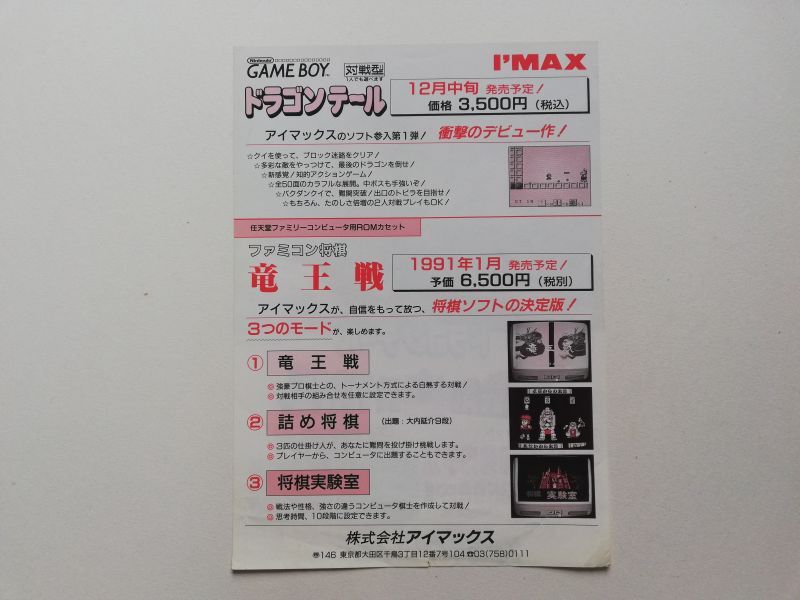 Nintendo
GAME BOY
対戦型
1人でも遊べます
I'MAX
ドラゴンテール
12月中旬 発売予定!
価格 3,500円 (税込)
アイマックスのソフト参入第1弾! 衝撃のデビュー作!
☆クイを使って、ブロック迷路をクリア!
☆多彩な敵をやっつけて、最後のドラゴンを倒せ!
☆新感覚!知的アクションゲーム!
☆全50面のカラフルな展開。中ボスも手強いぞ!
☆バクダンクイで、難関突破!出口のトビラを目指せ!
☆もちろん、たのしさ倍増の2人対戦プレイもOK!
任天堂ファミリーコンピュータ用ROMカセット
ファミコン将棋
竜王戦
1991年1月 発売予定!
予価 6,500円 (税別)
アイマックスが、自信をもって放つ、将棋ソフトの決定版!
3つのモードが、楽しめます。
① 竜王戦
◎強豪プロ棋士との、トーナメント方式による白熱する対戦!
◎対戦相手の組み合せを任意に設定できます。
② 詰め将棋 (出題:大内延介9段)
◎3匹の仕掛け人が、あなたに難問を投げ掛け挑戦します。
◎プレイヤーから、コンピュータに出題することもできます。
③ 将棋実験室
◎戦法や性格、強さの違うコンピュータ棋士を作成して対戦!
◎思考時間、10段階に設定できます。
将棋 実験室
株式会社アイマックス
〠146 東京都大田区千鳥3丁目12番7号104 ☎03(758)0111